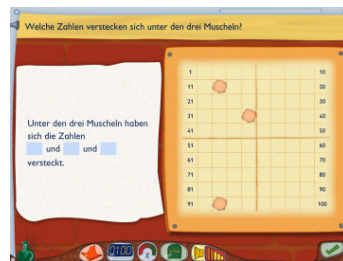 Welche Zahlen verstecken sich unter den drei Muscheln?
Unter den drei Muscheln haben
sich die Zahlen
und und
versteckt.
1 10
11 20
21 30
31 40
41 50
51 60
61 70
71 80
81 90
91 100
0100